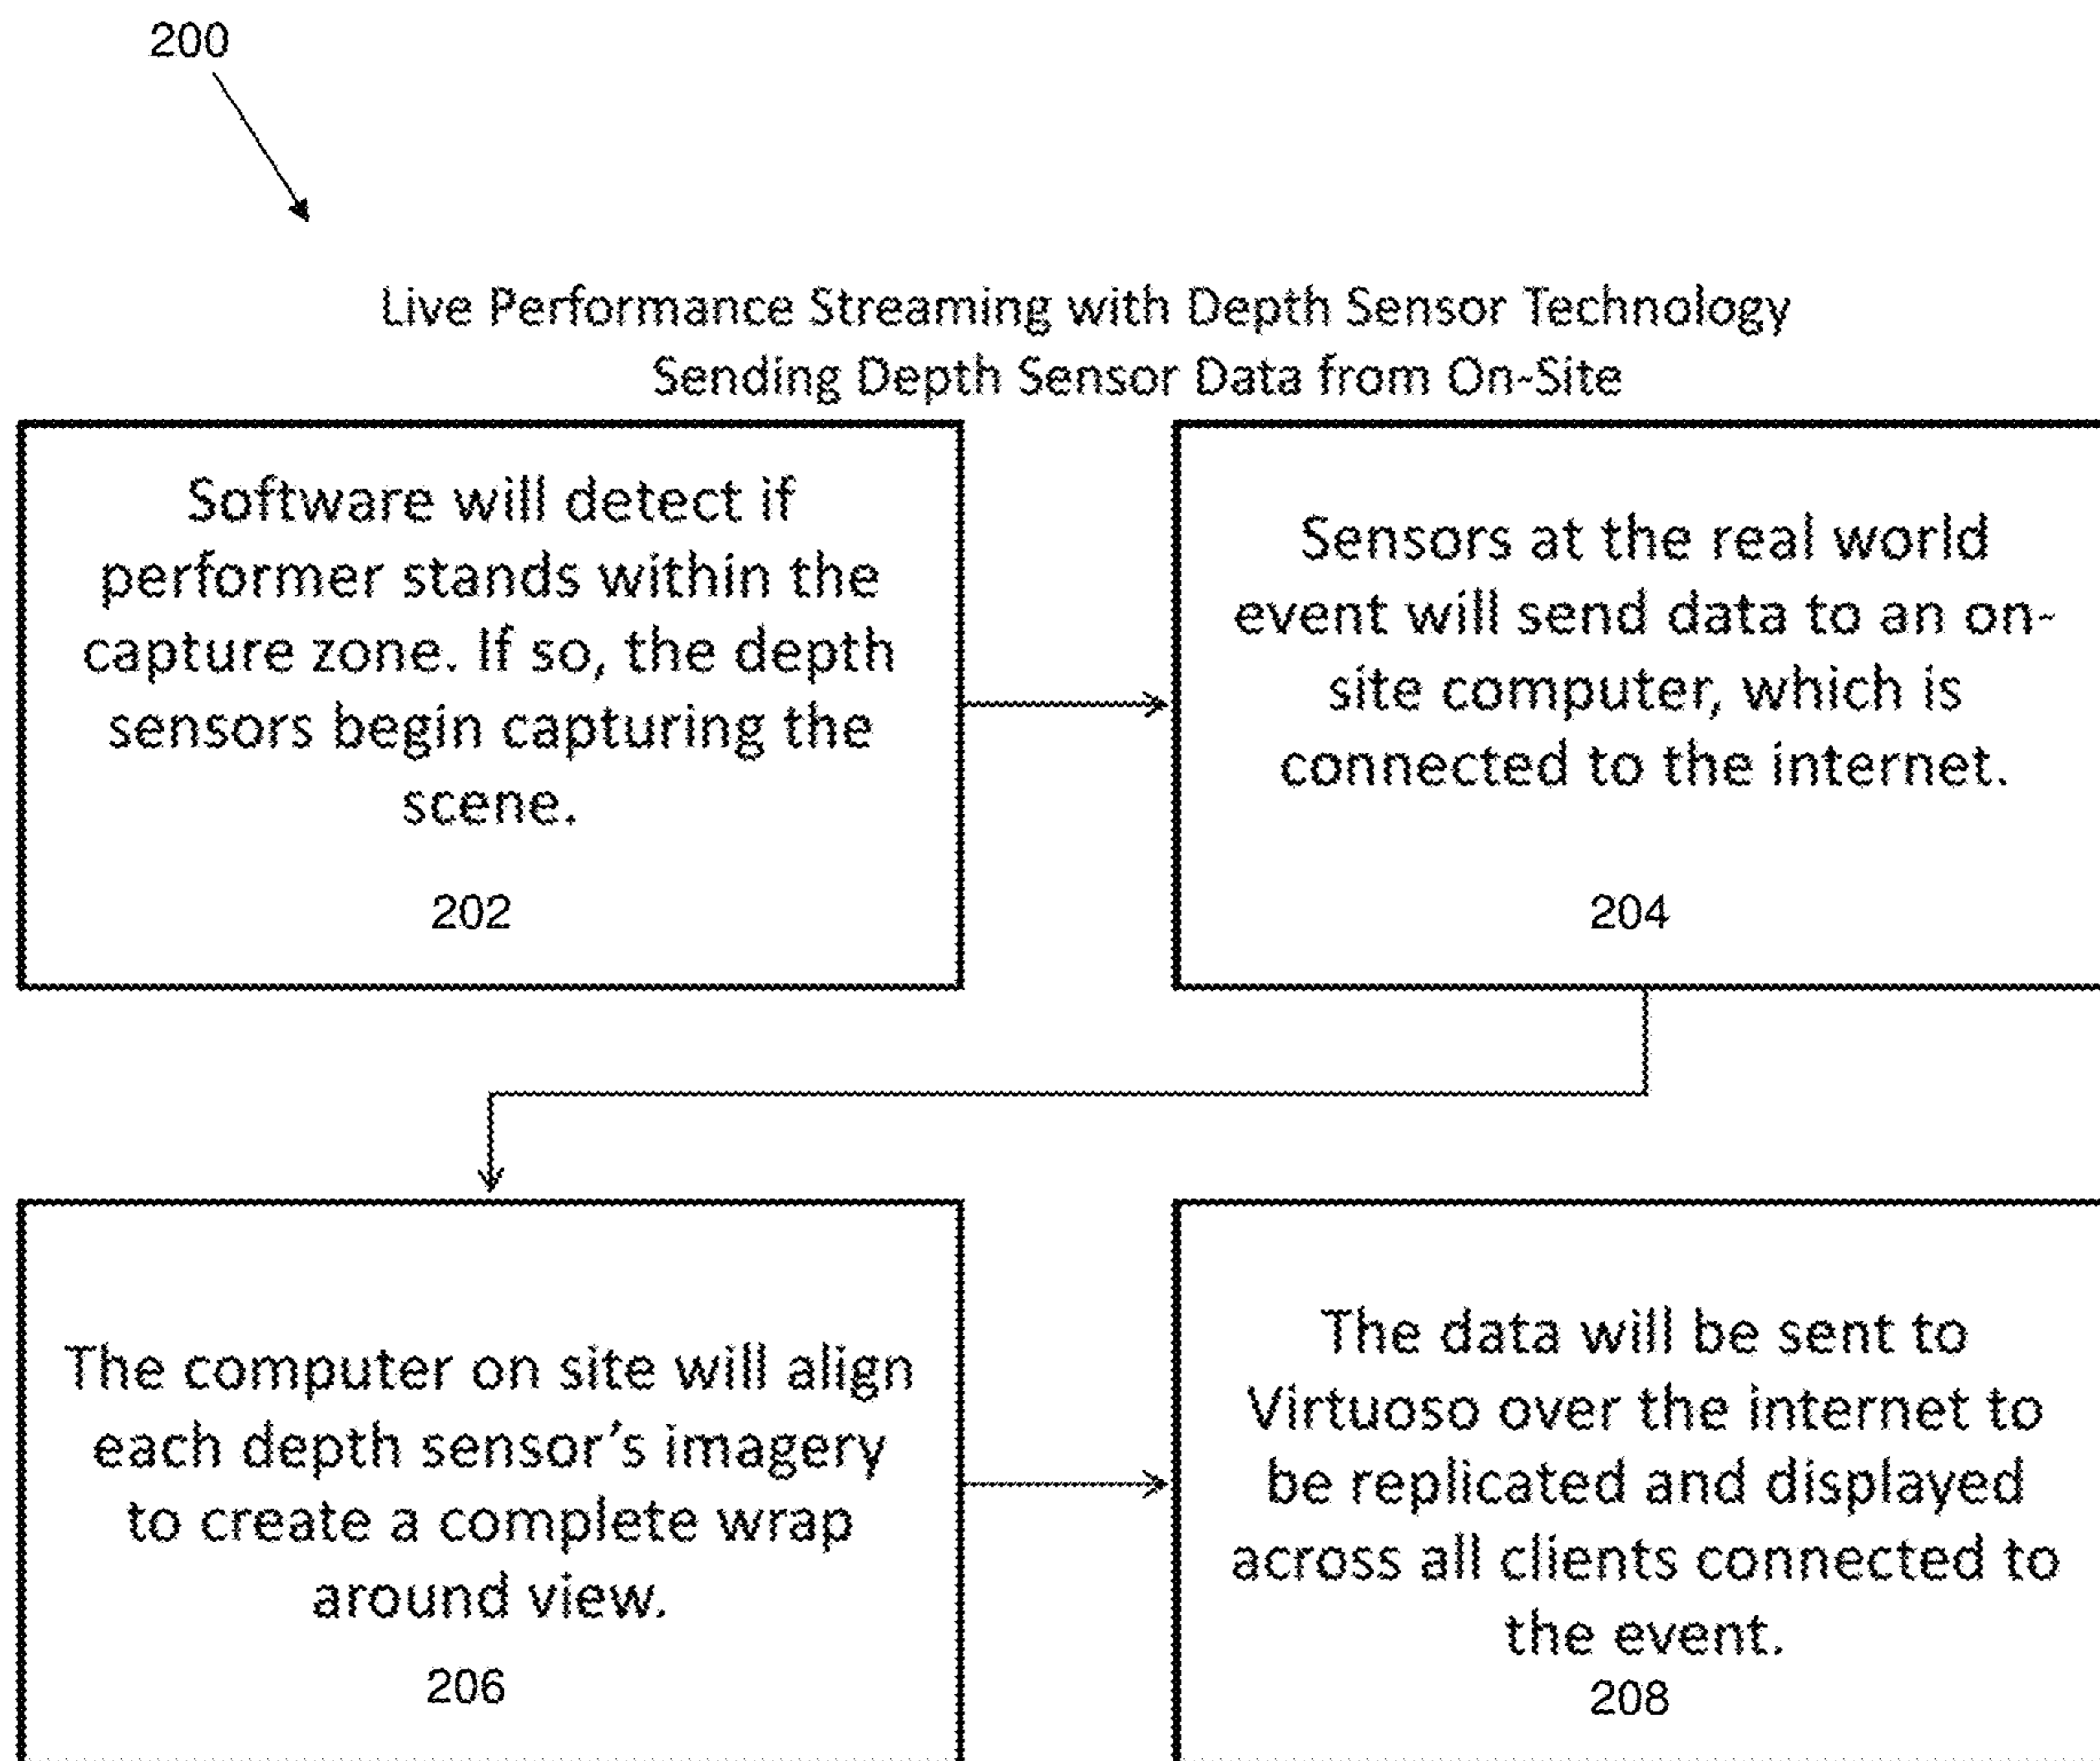 200
Live Performance Streaming with Depth Sensor Technology
Sending Depth Sensor Data from On-Site
Software will detect if
performer stands within the
capture zone. If so, the depth
sensors begin capturing the
scene.
202
Sensors at the real world
event will send data to an on-
site computer, which is
connected to the internet.
204
The computer on site will align
each depth sensor's imagery
to create a complete wrap
around view.
206
The data will be sent to
Virtuoso over the internet to
be replicated and displayed
across all clients connected to
the event.
208